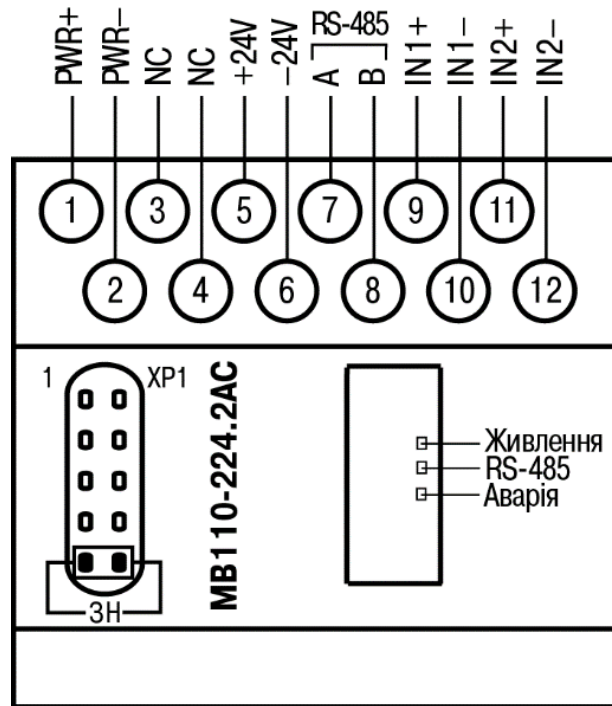 PWR+
PWR−
NC
NC
+24V
−24V
RS-485
A
B
IN1+
IN1−
IN2+
IN2−
1
3
5
7
9
11
2
4
6
8
10
12
1
XP1
МВ110-224.2АС
Живлення
RS-485
Аварія
ЗН